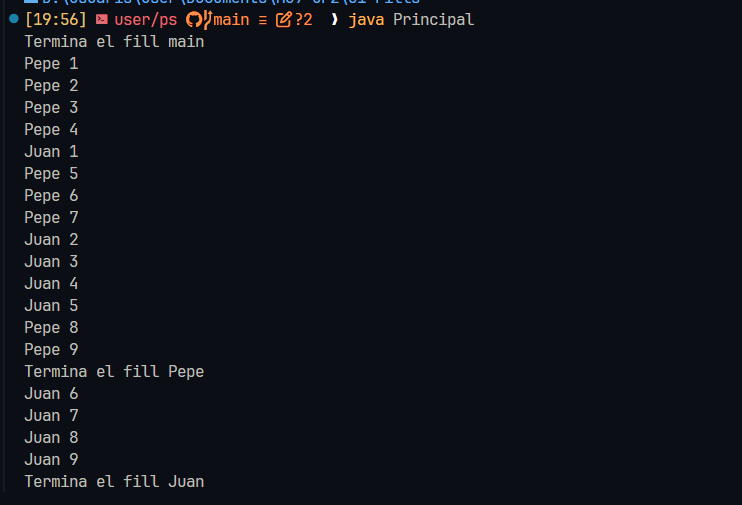 [19:56] user/ps main ≡ ?2 ❯ java Principal
Termina el fill main
Pepe 1
Pepe 2
Pepe 3
Pepe 4
Juan 1
Pepe 5
Pepe 6
Pepe 7
Juan 2
Juan 3
Juan 4
Juan 5
Pepe 8
Pepe 9
Termina el fill Pepe
Juan 6
Juan 7
Juan 8
Juan 9
Termina el fill Juan